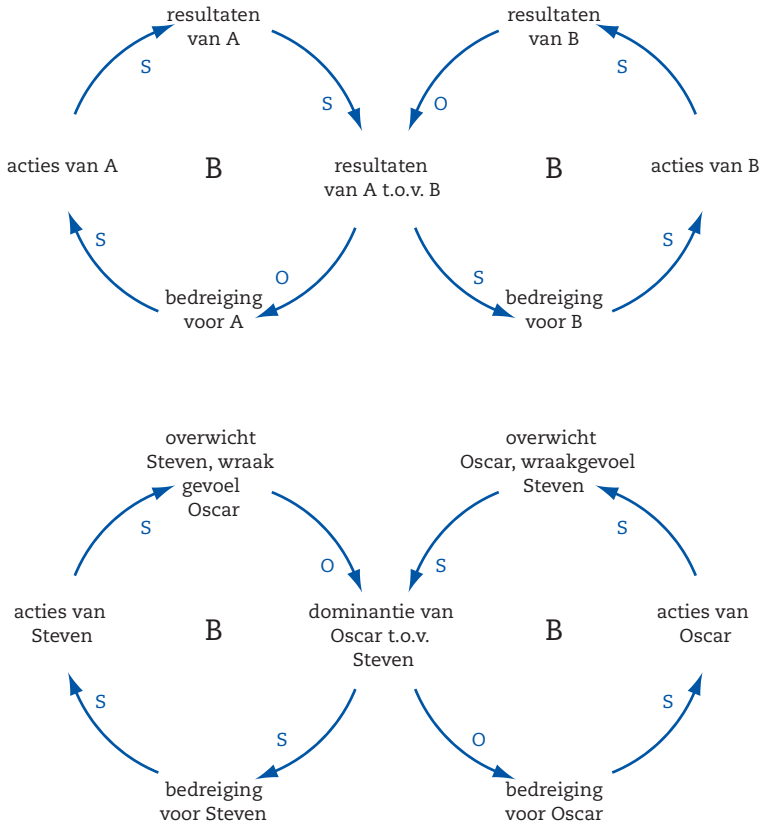 resultaten
van A
resultaten
van B
S
S
S
O
acties van A
B
resultaten
van A t.o.v. B
B
acties van B
S
S
O
S
bedreiging
voor A
bedreiging
voor B
overwicht
Steven, wraak
gevoel
Oscar
overwicht
Oscar, wraakgevoel
Steven
S
S
O
S
acties van
Steven
B
dominantie van
Oscar t.o.v.
Steven
B
acties van
Oscar
S
S
S
O
bedreiging
voor Steven
bedreiging
voor Oscar